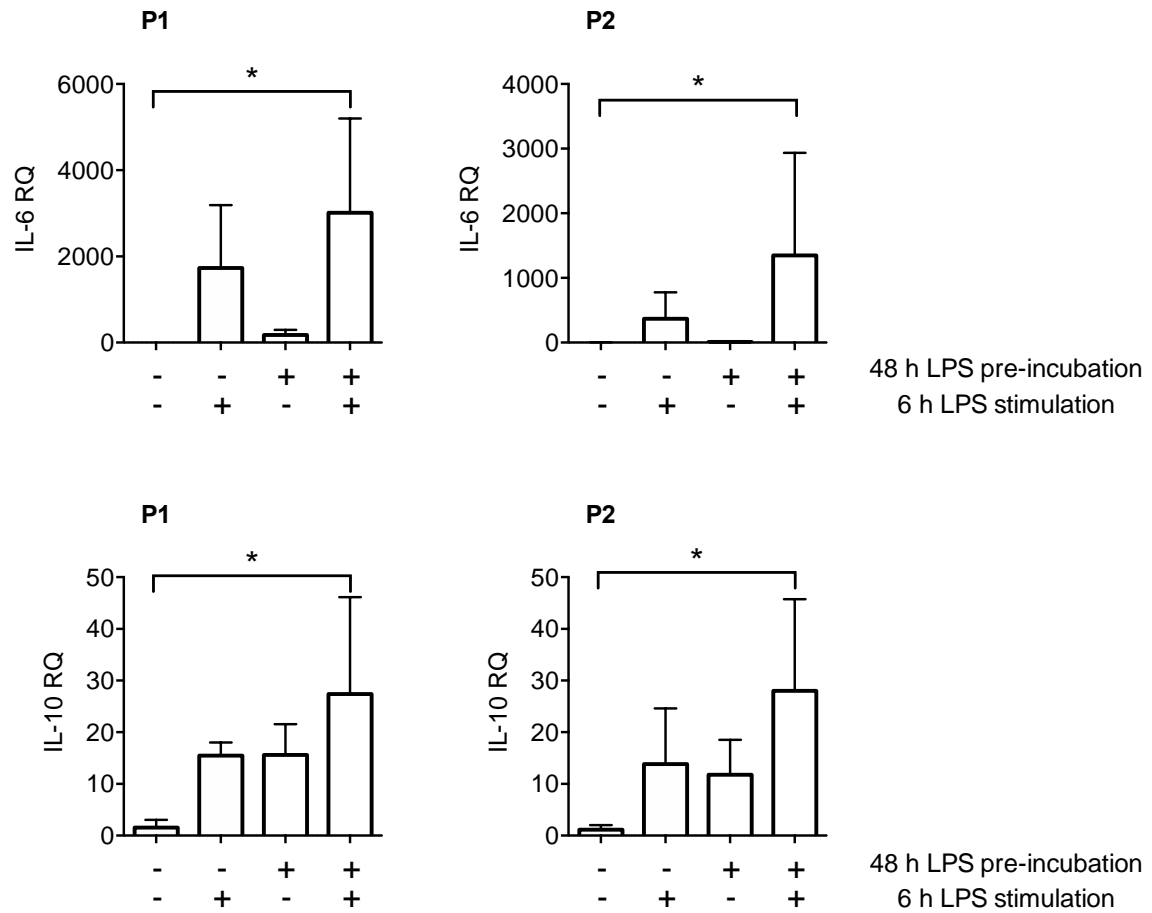 P1
P2
*
*
6000
4000
2000
0
IL-6 RQ
4000
3000
2000
1000
0
IL-6 RQ
- - + +
- + - +
- - + +
- + - +
48 h LPS pre-incubation
6 h LPS stimulation
P1
P2
*
*
50
40
30
20
10
0
IL-10 RQ
50
40
30
20
10
0
IL-10 RQ
- - + +
- + - +
- - + +
- + - +
48 h LPS pre-incubation
6 h LPS stimulation